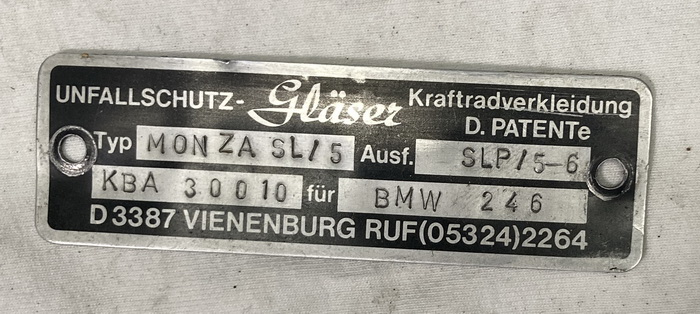 UNFALLSCHUTZ- Gläser Kraftradverkleidung
D. PATENTe
Typ MONZA SL/5 Ausf. SLP/5-6
KBA 30010 für BMW 246
D 3387 VIENENBURG RUF (05324) 2264